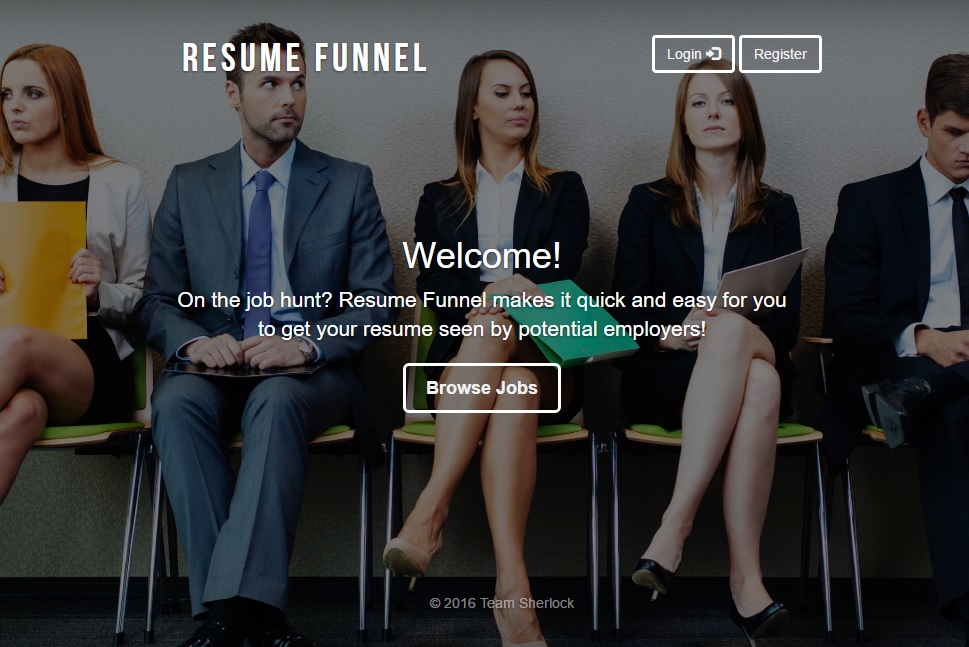 RESUME FUNNEL
Login
Register
Welcome!
On the job hunt? Resume Funnel makes it quick and easy for you
to get your resume seen by potential employers!
Browse Jobs
© 2016 Team Sherlock